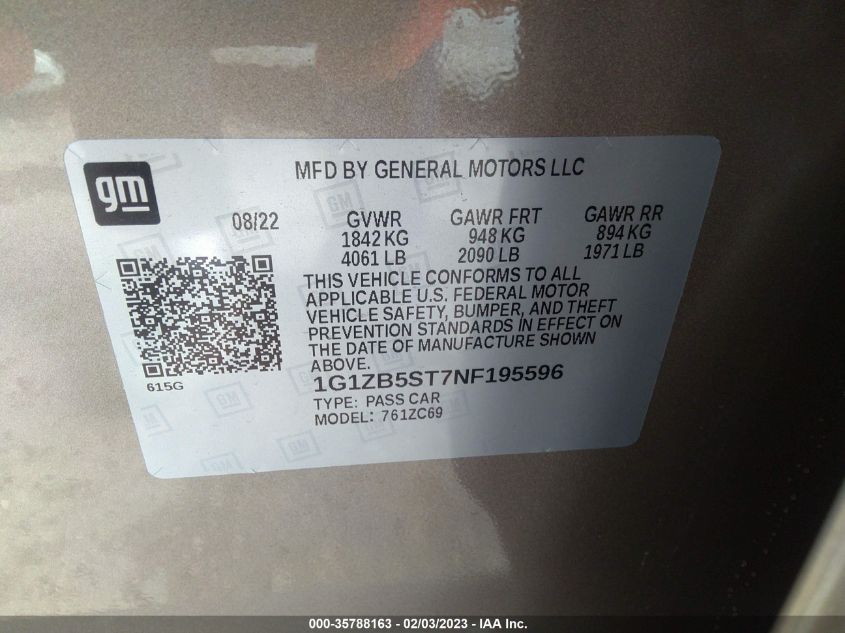 MFD BY GENERAL MOTORS LLC
gm
08/22 GVWR GAWR FRT GAWR RR
1842 KG 948 KG 894 KG
4061 LB 2090 LB 1971 LB
THIS VEHICLE CONFORMS TO ALL
APPLICABLE U.S. FEDERAL MOTOR
VEHICLE SAFETY, BUMPER, AND THEFT
PREVENTION STANDARDS IN EFFECT ON
THE DATE OF MANUFACTURE SHOWN
ABOVE.
615G
1G1ZB5ST7NF195596
TYPE: PASS CAR
MODEL: 761ZC69
000-35788163 - 02/03/2023 - IAA Inc.